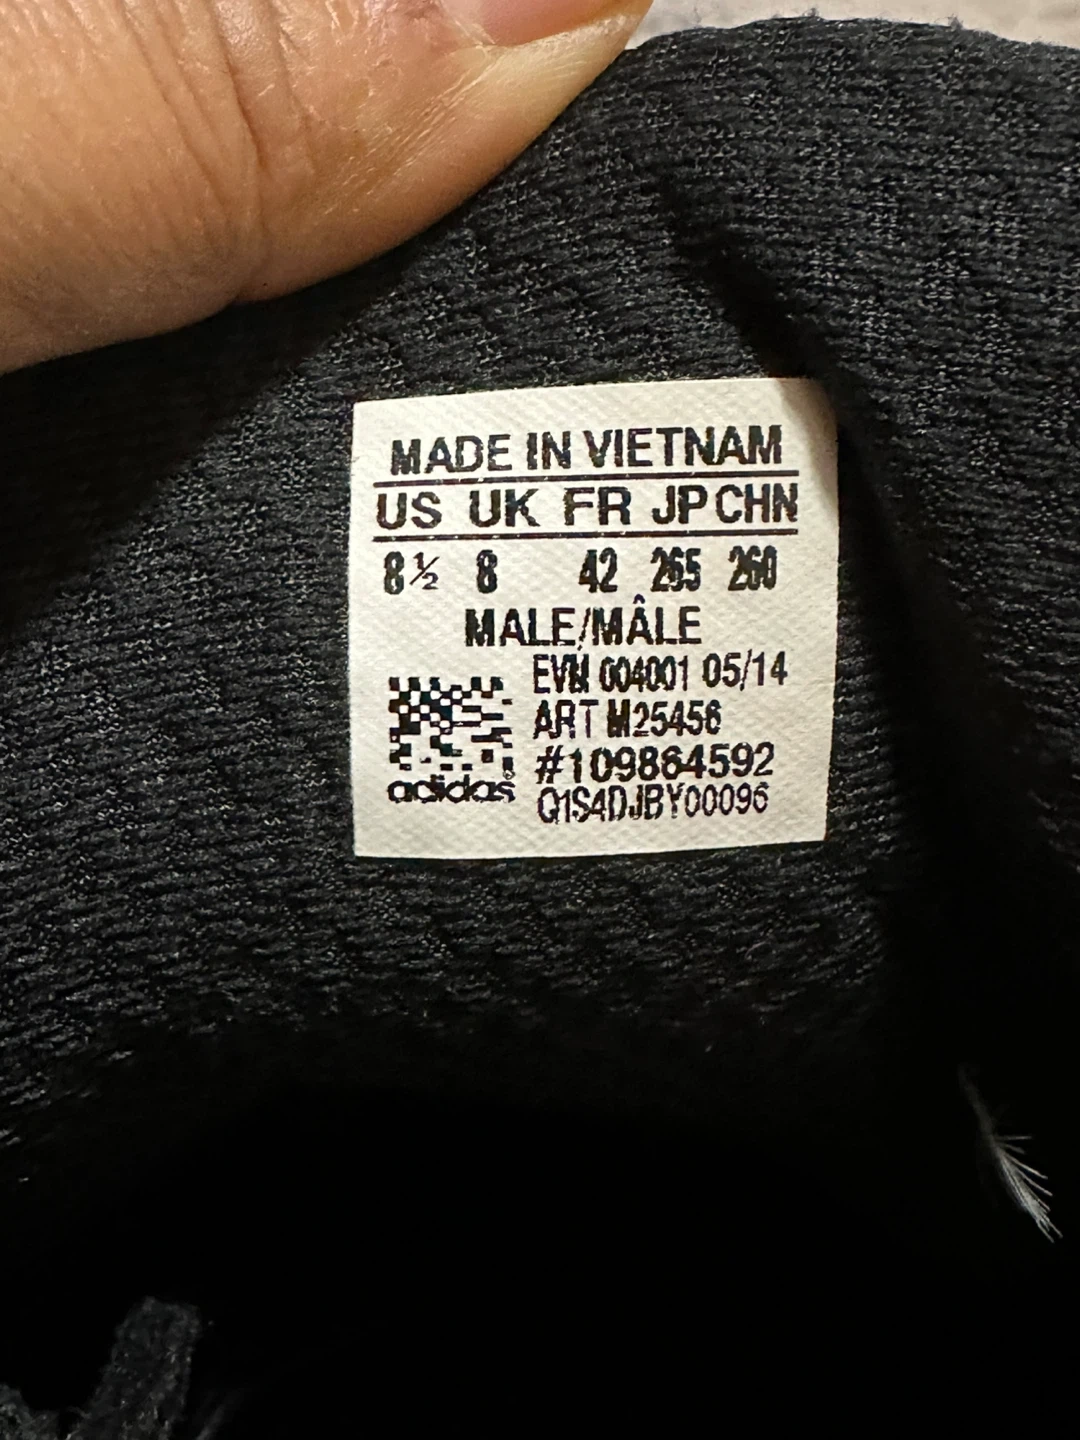 MADE IN VIETNAM
US UK FR JP CHN
8½ 8 42 265 260
MALE/MÂLE
EVM 004001 05/14
ART M25456
#109864592
Q1S4DJBY00096
adidas®